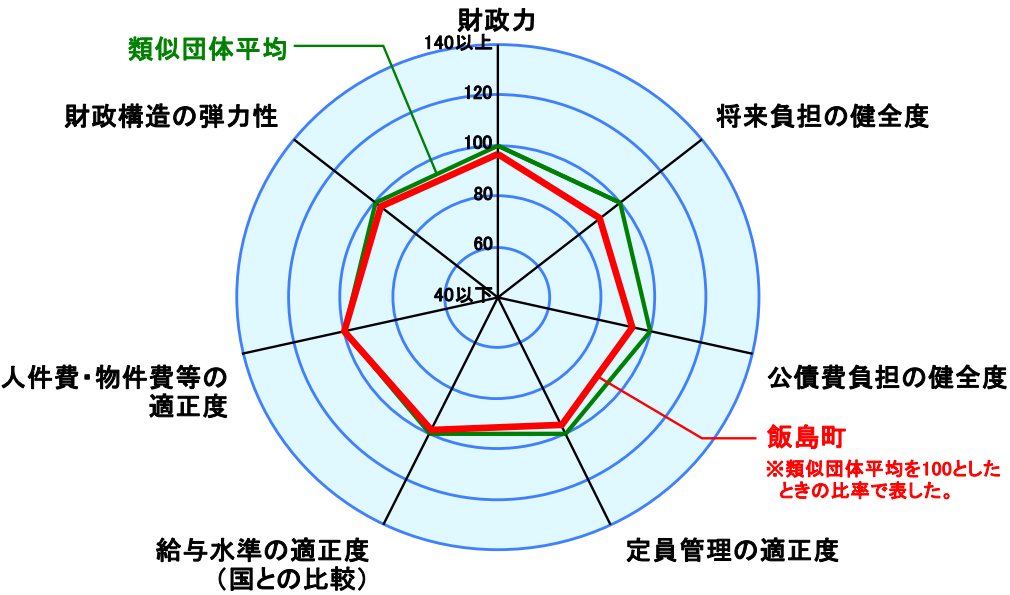 財政力
類似団体平均
140以上
120
100
80
60
40以下
財政構造の弾力性
将来負担の健全度
人件費・物件費等の
適正度
公債費負担の健全度
飯島町
※類似団体平均を100とした
ときの比率で表した。
給与水準の適正度
（国との比較）
定員管理の適正度